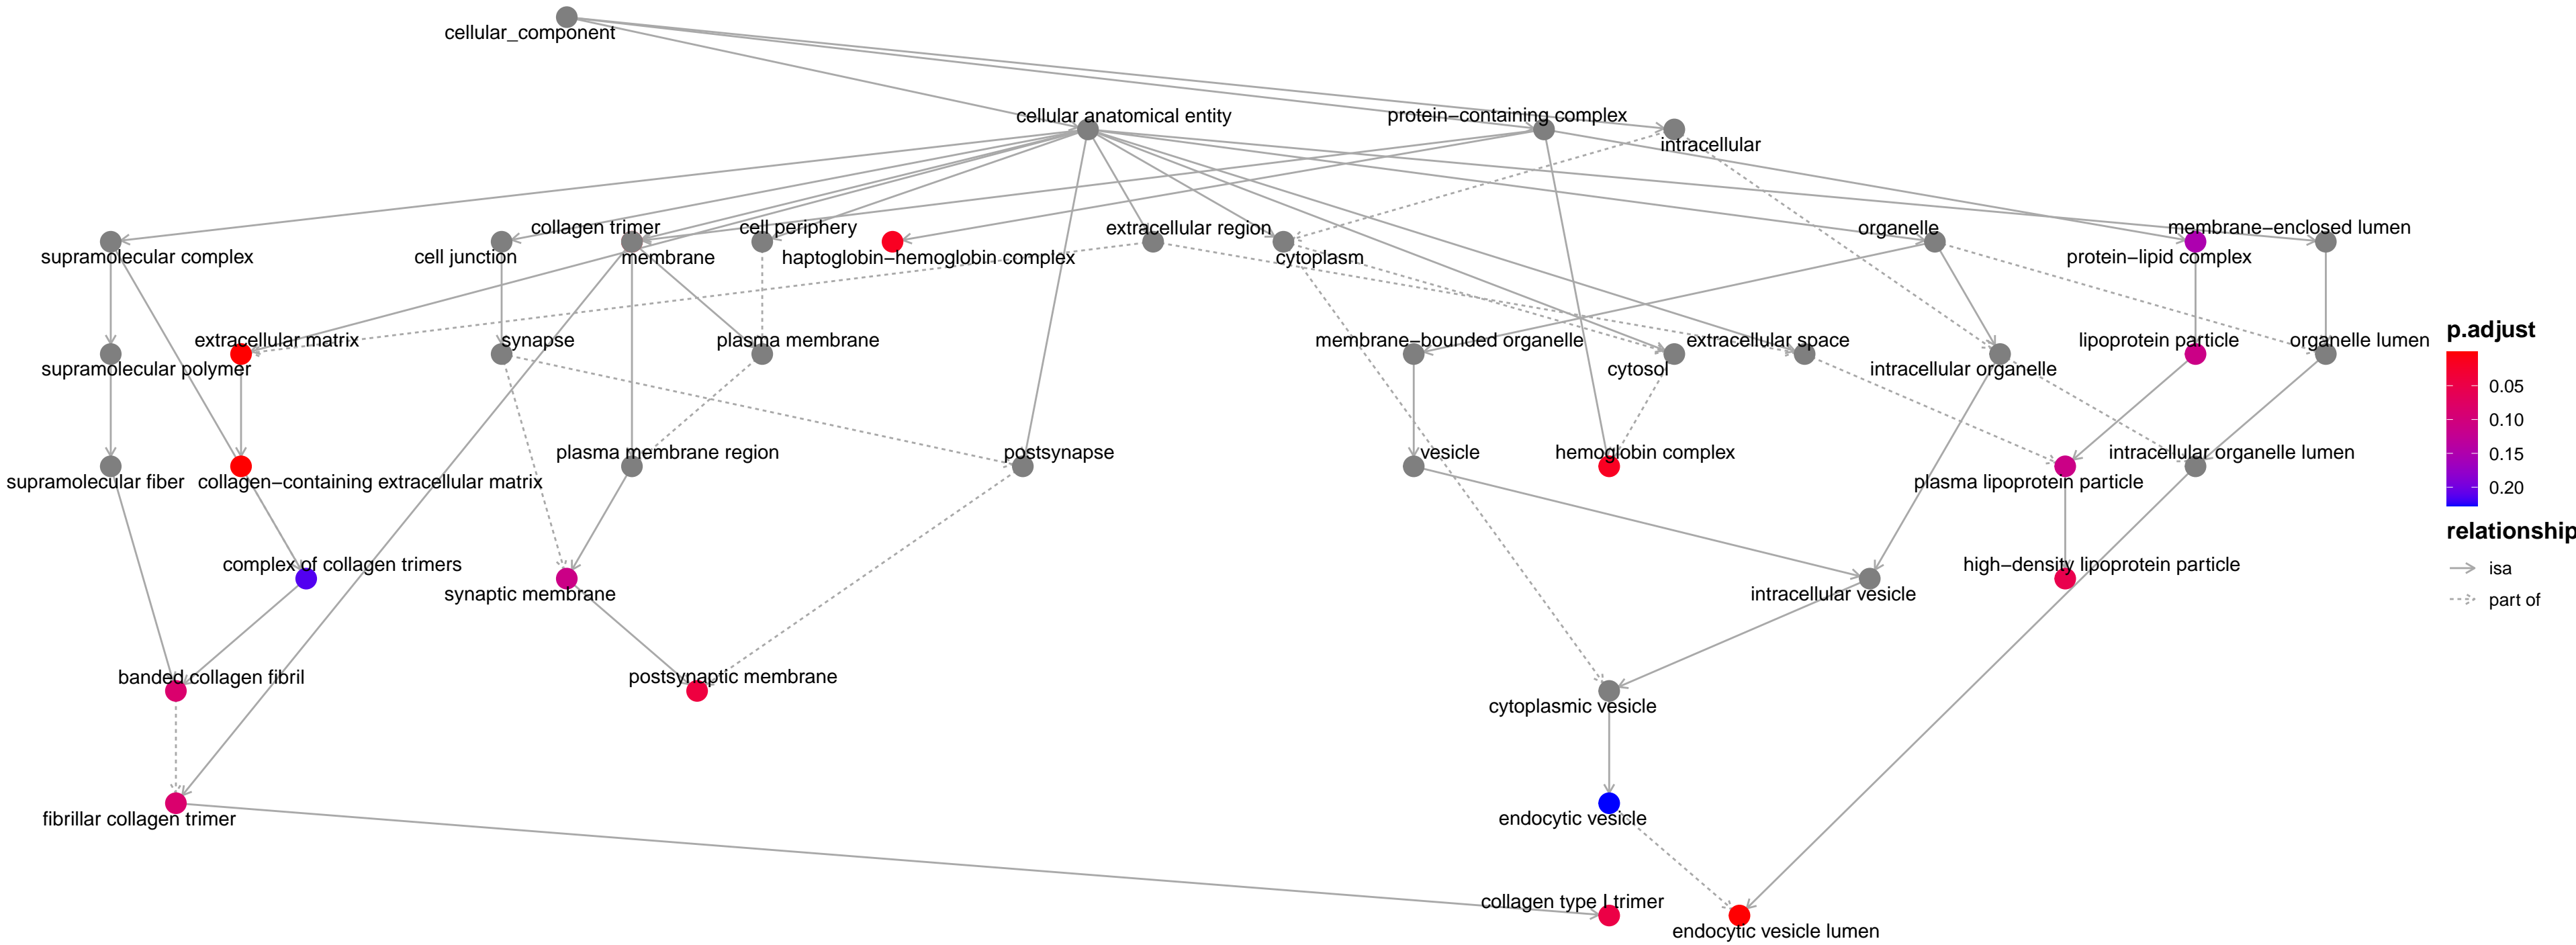 cellular_component
cellular anatomical entity
protein−containing complex
intracellular
collagen trimer
cell periphery
extracellular region
organelle
membrane−enclosed lumen
supramolecular complex
cell junction
membrane
haptoglobin−hemoglobin complex
cytoplasm
protein−lipid complex
extracellular matrix
synapse
plasma membrane
membrane−bounded organelle
extracellular space
lipoprotein particle
organelle lumen
supramolecular polymer
cytosol
intracellular organelle
plasma membrane region
postsynapse
vesicle
hemoglobin complex
intracellular organelle lumen
supramolecular fiber
collagen−containing extracellular matrix
plasma lipoprotein particle
complex of collagen trimers
high−density lipoprotein particle
synaptic membrane
intracellular vesicle
banded collagen fibril
postsynaptic membrane
cytoplasmic vesicle
fibrillar collagen trimer
endocytic vesicle
collagen type I trimer
endocytic vesicle lumen
p.adjust
0.05
0.10
0.15
0.20
relationship
isa
part of